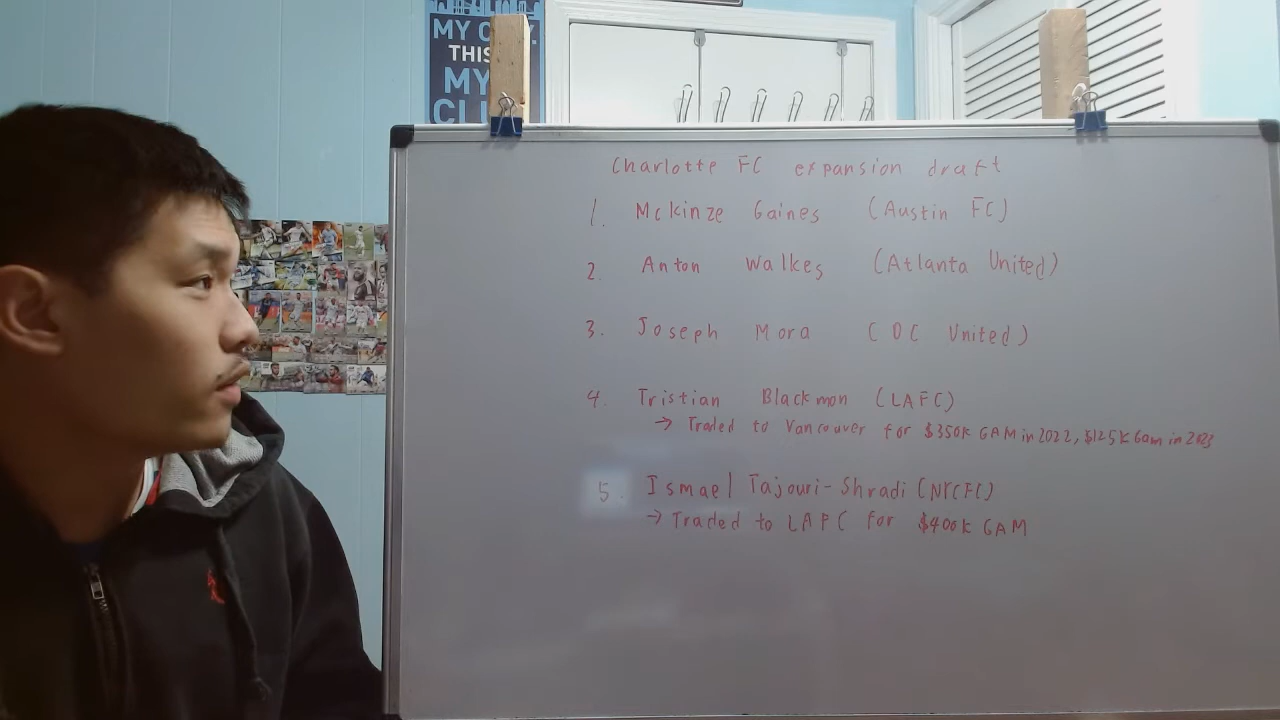 MY
THIS
MY
CL
Charlotte FC expansion draft
1. Mckinze Gaines (Austin FC)
2. Anton Walkes (Atlanta United)
3. Joseph Mora (DC United)
4. Tristian Blackmon (LAFC)
→ Traded to Vancouver for $350k GAM in 2022, $125k Gam in 2023
5. Ismael Tajouri-Shradi (NYCFC)
→ Traded to LAFC for $400k GAM